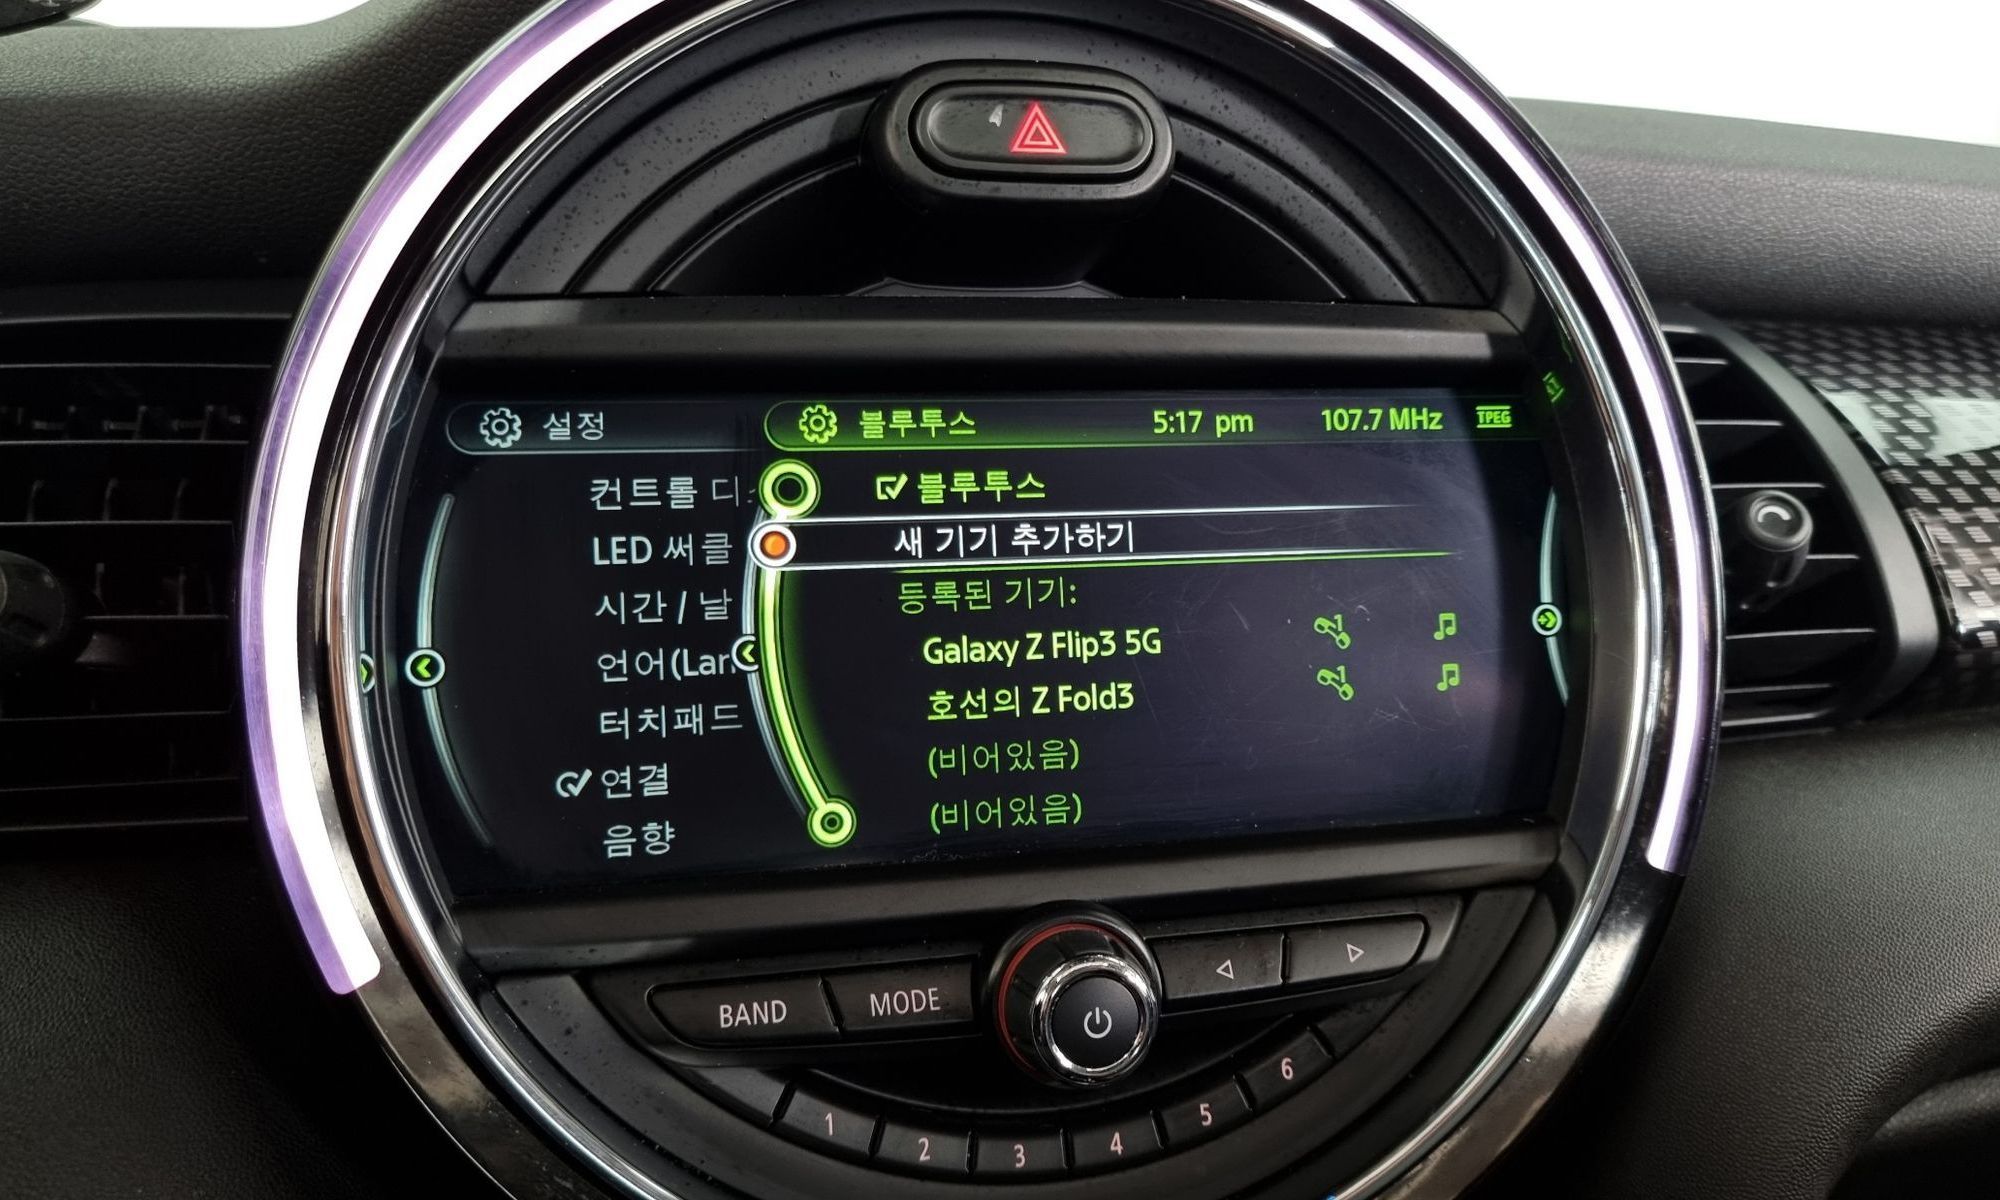 설정
블루투스 5:17 pm 107.7 MHz TPEG
컨트롤 디
LED 써클
시간 / 날
언어(Lan
터치패드
연결
음향
블루투스
새 기기 추가하기
등록된 기기:
Galaxy Z Flip3 5G 1
호선의 Z Fold3 1
(비어있음)
(비어있음)
BAND MODE
1 2 3 4 5 6